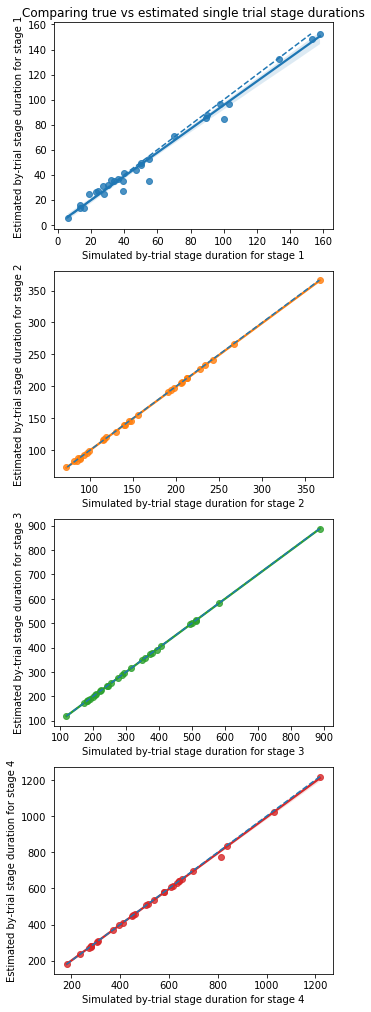 Comparing true vs estimated single trial stage durations
Estimated by-trial stage duration for stage 1
160
140
120
100
80
60
40
20
0
0 20 40 60 80 100 120 140 160
Simulated by-trial stage duration for stage 1
Estimated by-trial stage duration for stage 2
350
300
250
200
150
100
100 150 200 250 300 350
Simulated by-trial stage duration for stage 2
Estimated by-trial stage duration for stage 3
900
800
700
600
500
400
300
200
100
100 200 300 400 500 600 700 800 900
Simulated by-trial stage duration for stage 3
Estimated by-trial stage duration for stage 4
1200
1000
800
600
400
200
200 400 600 800 1000 1200
Simulated by-trial stage duration for stage 4